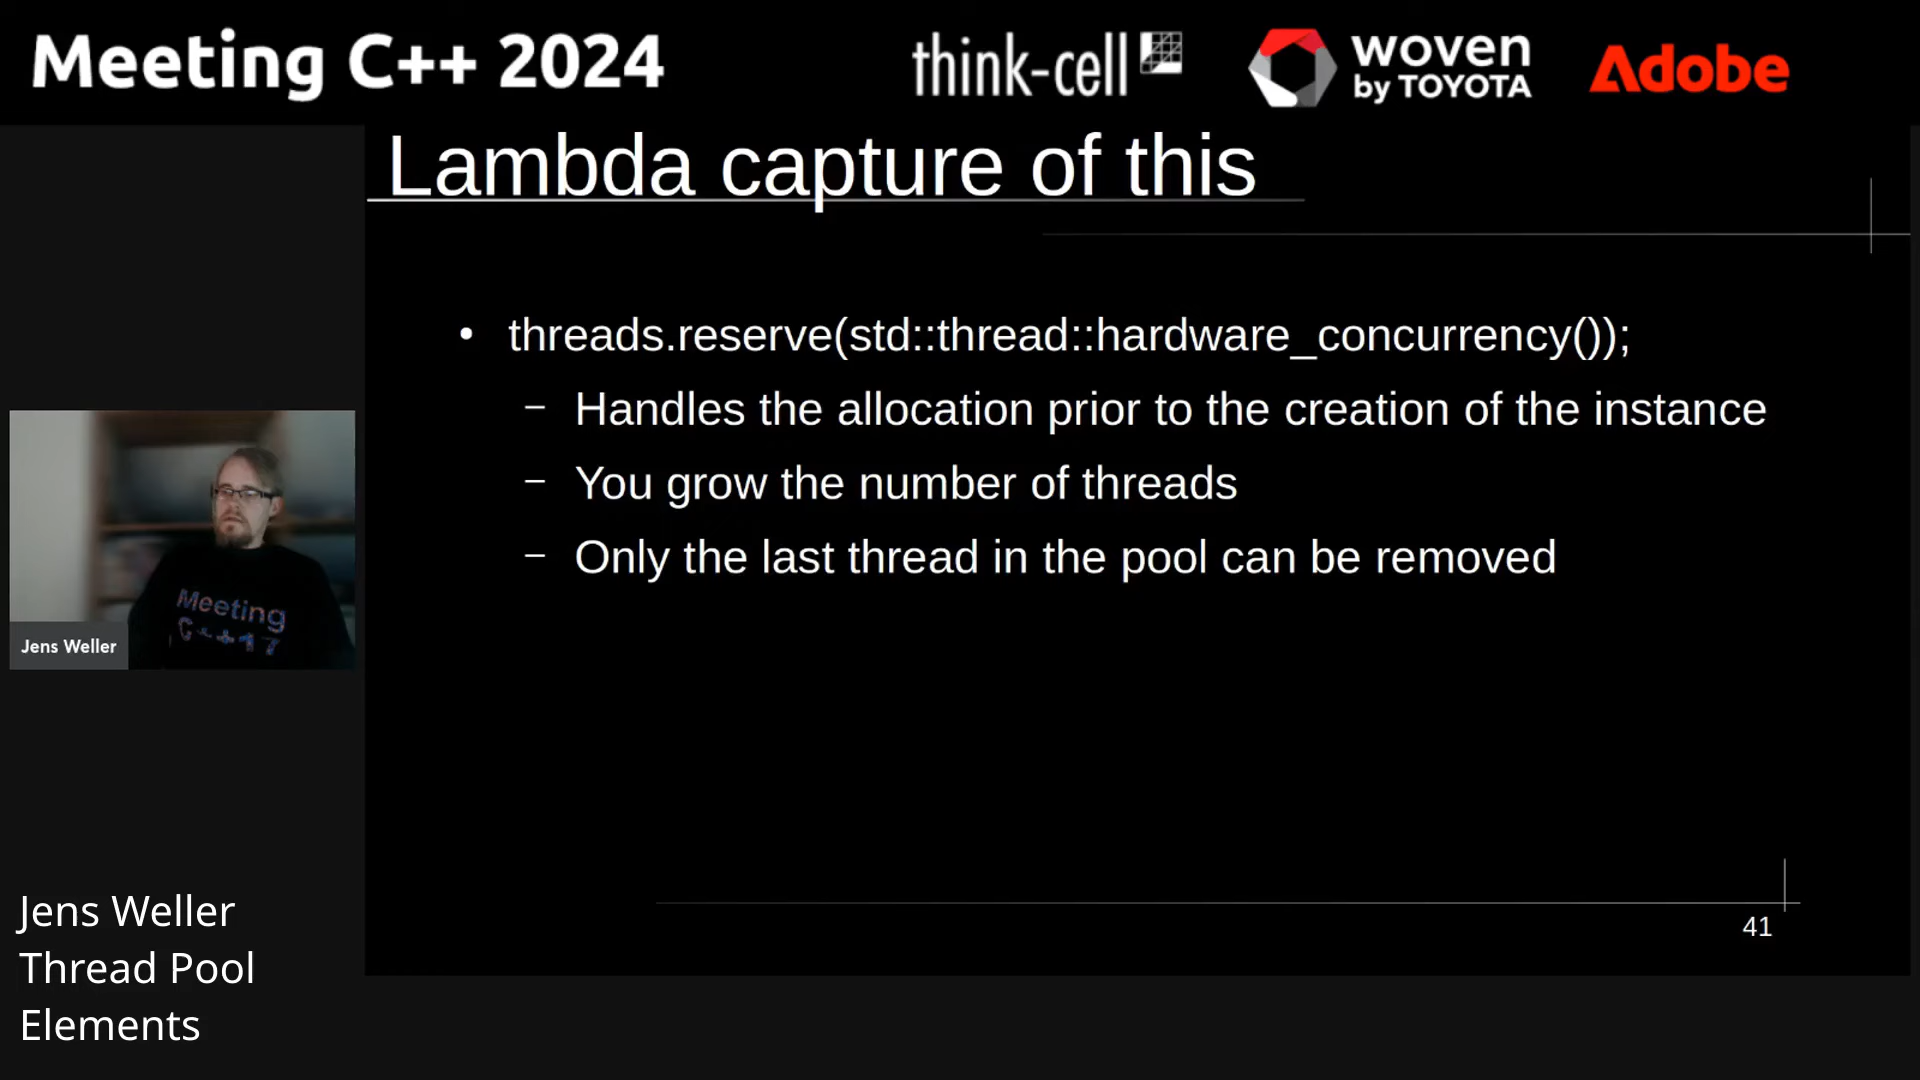 Meeting C++ 2024
think-cell
woven
by TOYOTA
Adobe
Lambda capture of this
• threads.reserve(std::thread::hardware_concurrency());
– Handles the allocation prior to the creation of the instance
– You grow the number of threads
– Only the last thread in the pool can be removed
Meeting
C++17
Jens Weller
Jens Weller
Thread Pool
Elements
41